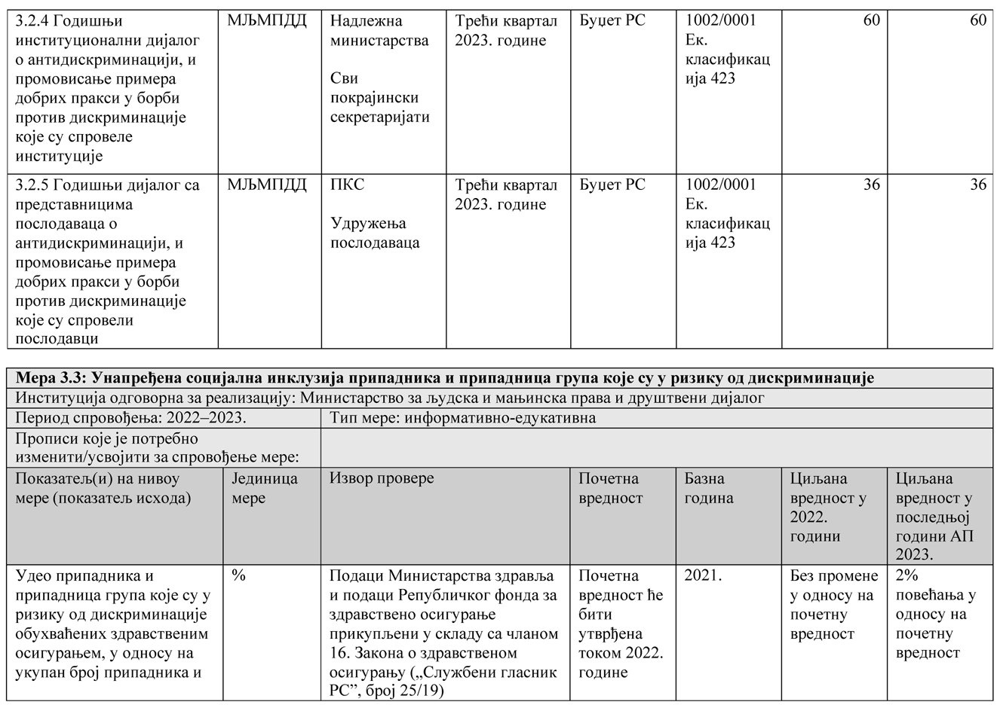 3.2.4 Годишњи
институционални дијалог
о антидискриминацији, и
промовисање примера
добрих пракси у борби
против дискриминације
које су спровеле
институције
МЉМПДД
Надлежна
министарства
Сви
покрајински
секретаријати
Трећи квартал
2023. године
Буџет РС
1002/0001
Ек.
класификац
ија 423
60
60
3.2.5 Годишњи дијалог са
представницима
послодаваца о
антидискриминацији, и
промовисање примера
добрих пракси у борби
против дискриминације
које су спровели
послодавци
МЉМПДД
ПКС
Удружења
послодаваца
Трећи квартал
2023. године
Буџет РС
1002/0001
Ек.
класификац
ија 423
36
36
Мера 3.3: Унапређена социјална инклузија припадника и припадница група које су у ризику од дискриминације
Институција одговорна за реализацију: Министарство за људска и мањинска права и друштвени дијалог
Период спровођења: 2022–2023.
Тип мере: информативно-едукативна
Прописи које је потребно
изменити/усвојити за спровођење мере:
Показатељ(и) на нивоу
мере (показатељ исхода)
Јединица
мере
Извор провере
Почетна
вредност
Базна
година
Циљана
вредност у
2022.
години
Циљана
вредност у
последњој
години АП
2023.
Удео припадника и
припадница група које су у
ризику од дискриминације
обухваћених здравственим
осигурањем, у односу на
укупан број припадника и
%
Подаци Министарства здравља
и подаци Републичког фонда за
здравствено осигурање
прикупљени у складу са чланом
16. Закона о здравственом
осигурању („Службени гласник
РС”, број 25/19)
Почетна
вредност ће
бити
утврђена
током 2022.
године
2021.
Без промене
у односу на
почетну
вредност
2%
повећања у
односу на
почетну
вредност